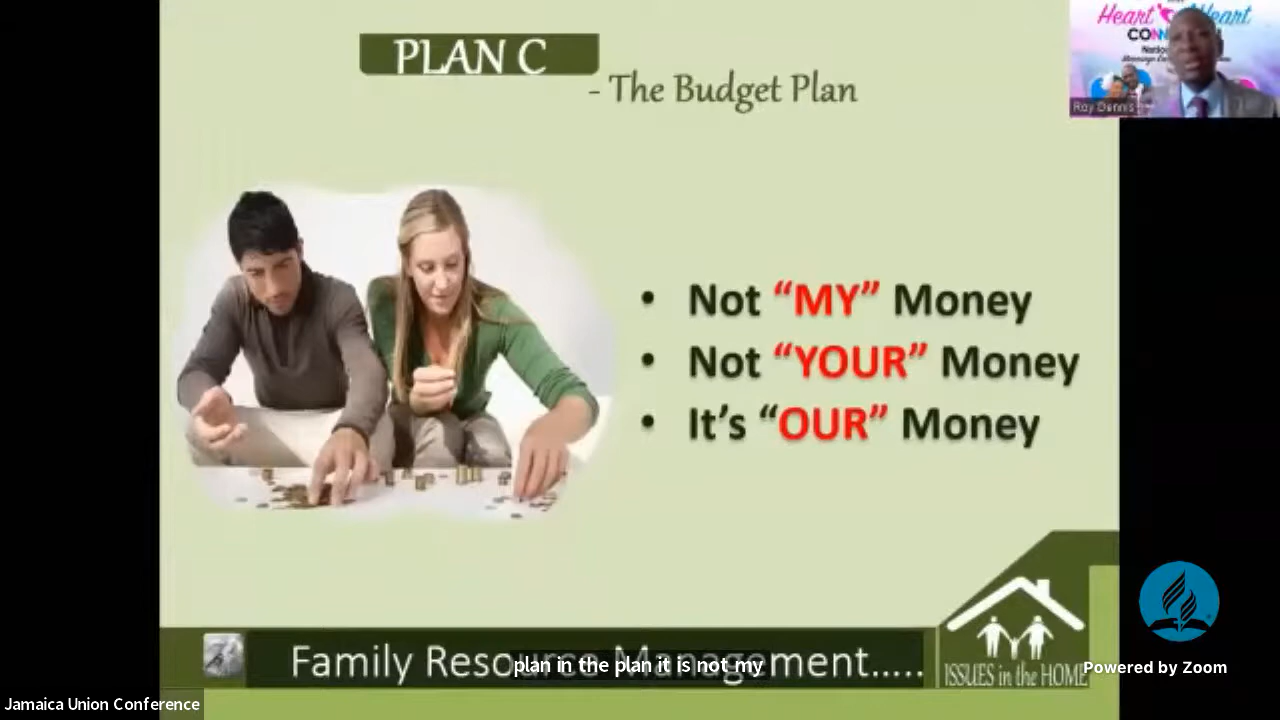 PLAN C
- The Budget Plan
Heart Heart
Roy Dennis
• Not “MY” Money
• Not “YOUR” Money
• It’s “OUR” Money
Family Resource Management.....
plan in the plan it is not my
ISSUES in the HOME
Powered by Zoom
Jamaica Union Conference